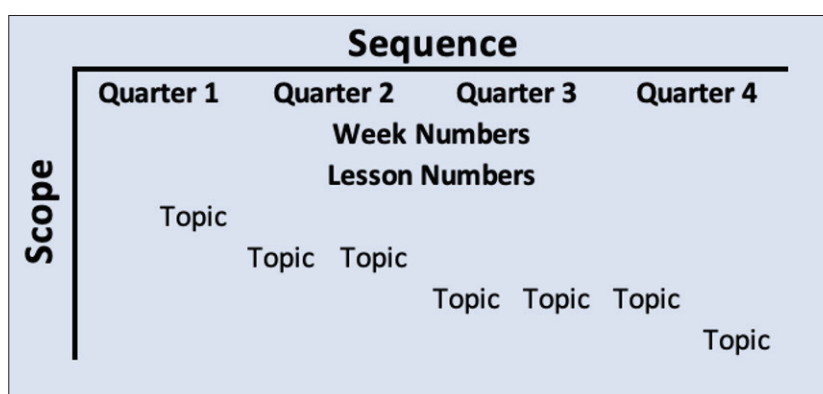 Sequence
Quarter 1 Quarter 2 Quarter 3 Quarter 4
Week Numbers
Lesson Numbers
Scope
Topic
Topic Topic
Topic Topic Topic
Topic